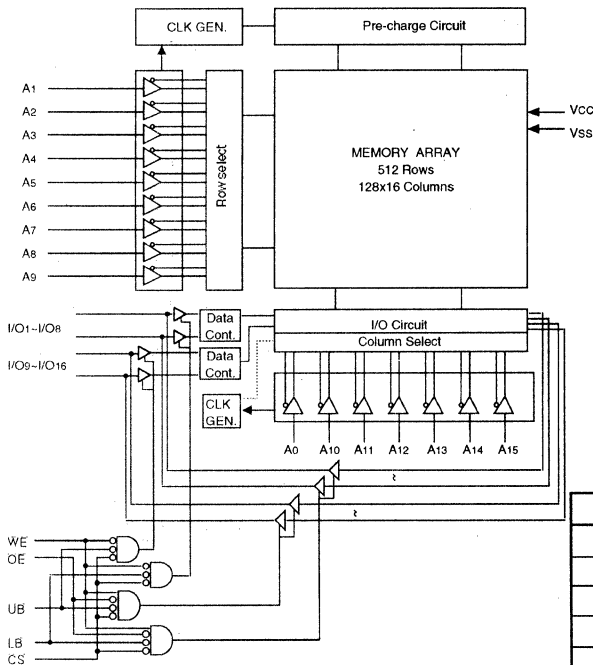 CLK GEN.
Pre-charge Circuit
A1
A2
A3
A4
A5
A6
A7
A8
A9
Row select
MEMORY ARRAY
512 Rows
128x16 Columns
VCC
VSS
I/O1~I/O8
I/O9~I/O16
Data
Cont.
Data
Cont.
I/O Circuit
Column Select
CLK
GEN.
A0 A10 A11 A12 A13 A14 A15
WE
OE
UB
LB
CS